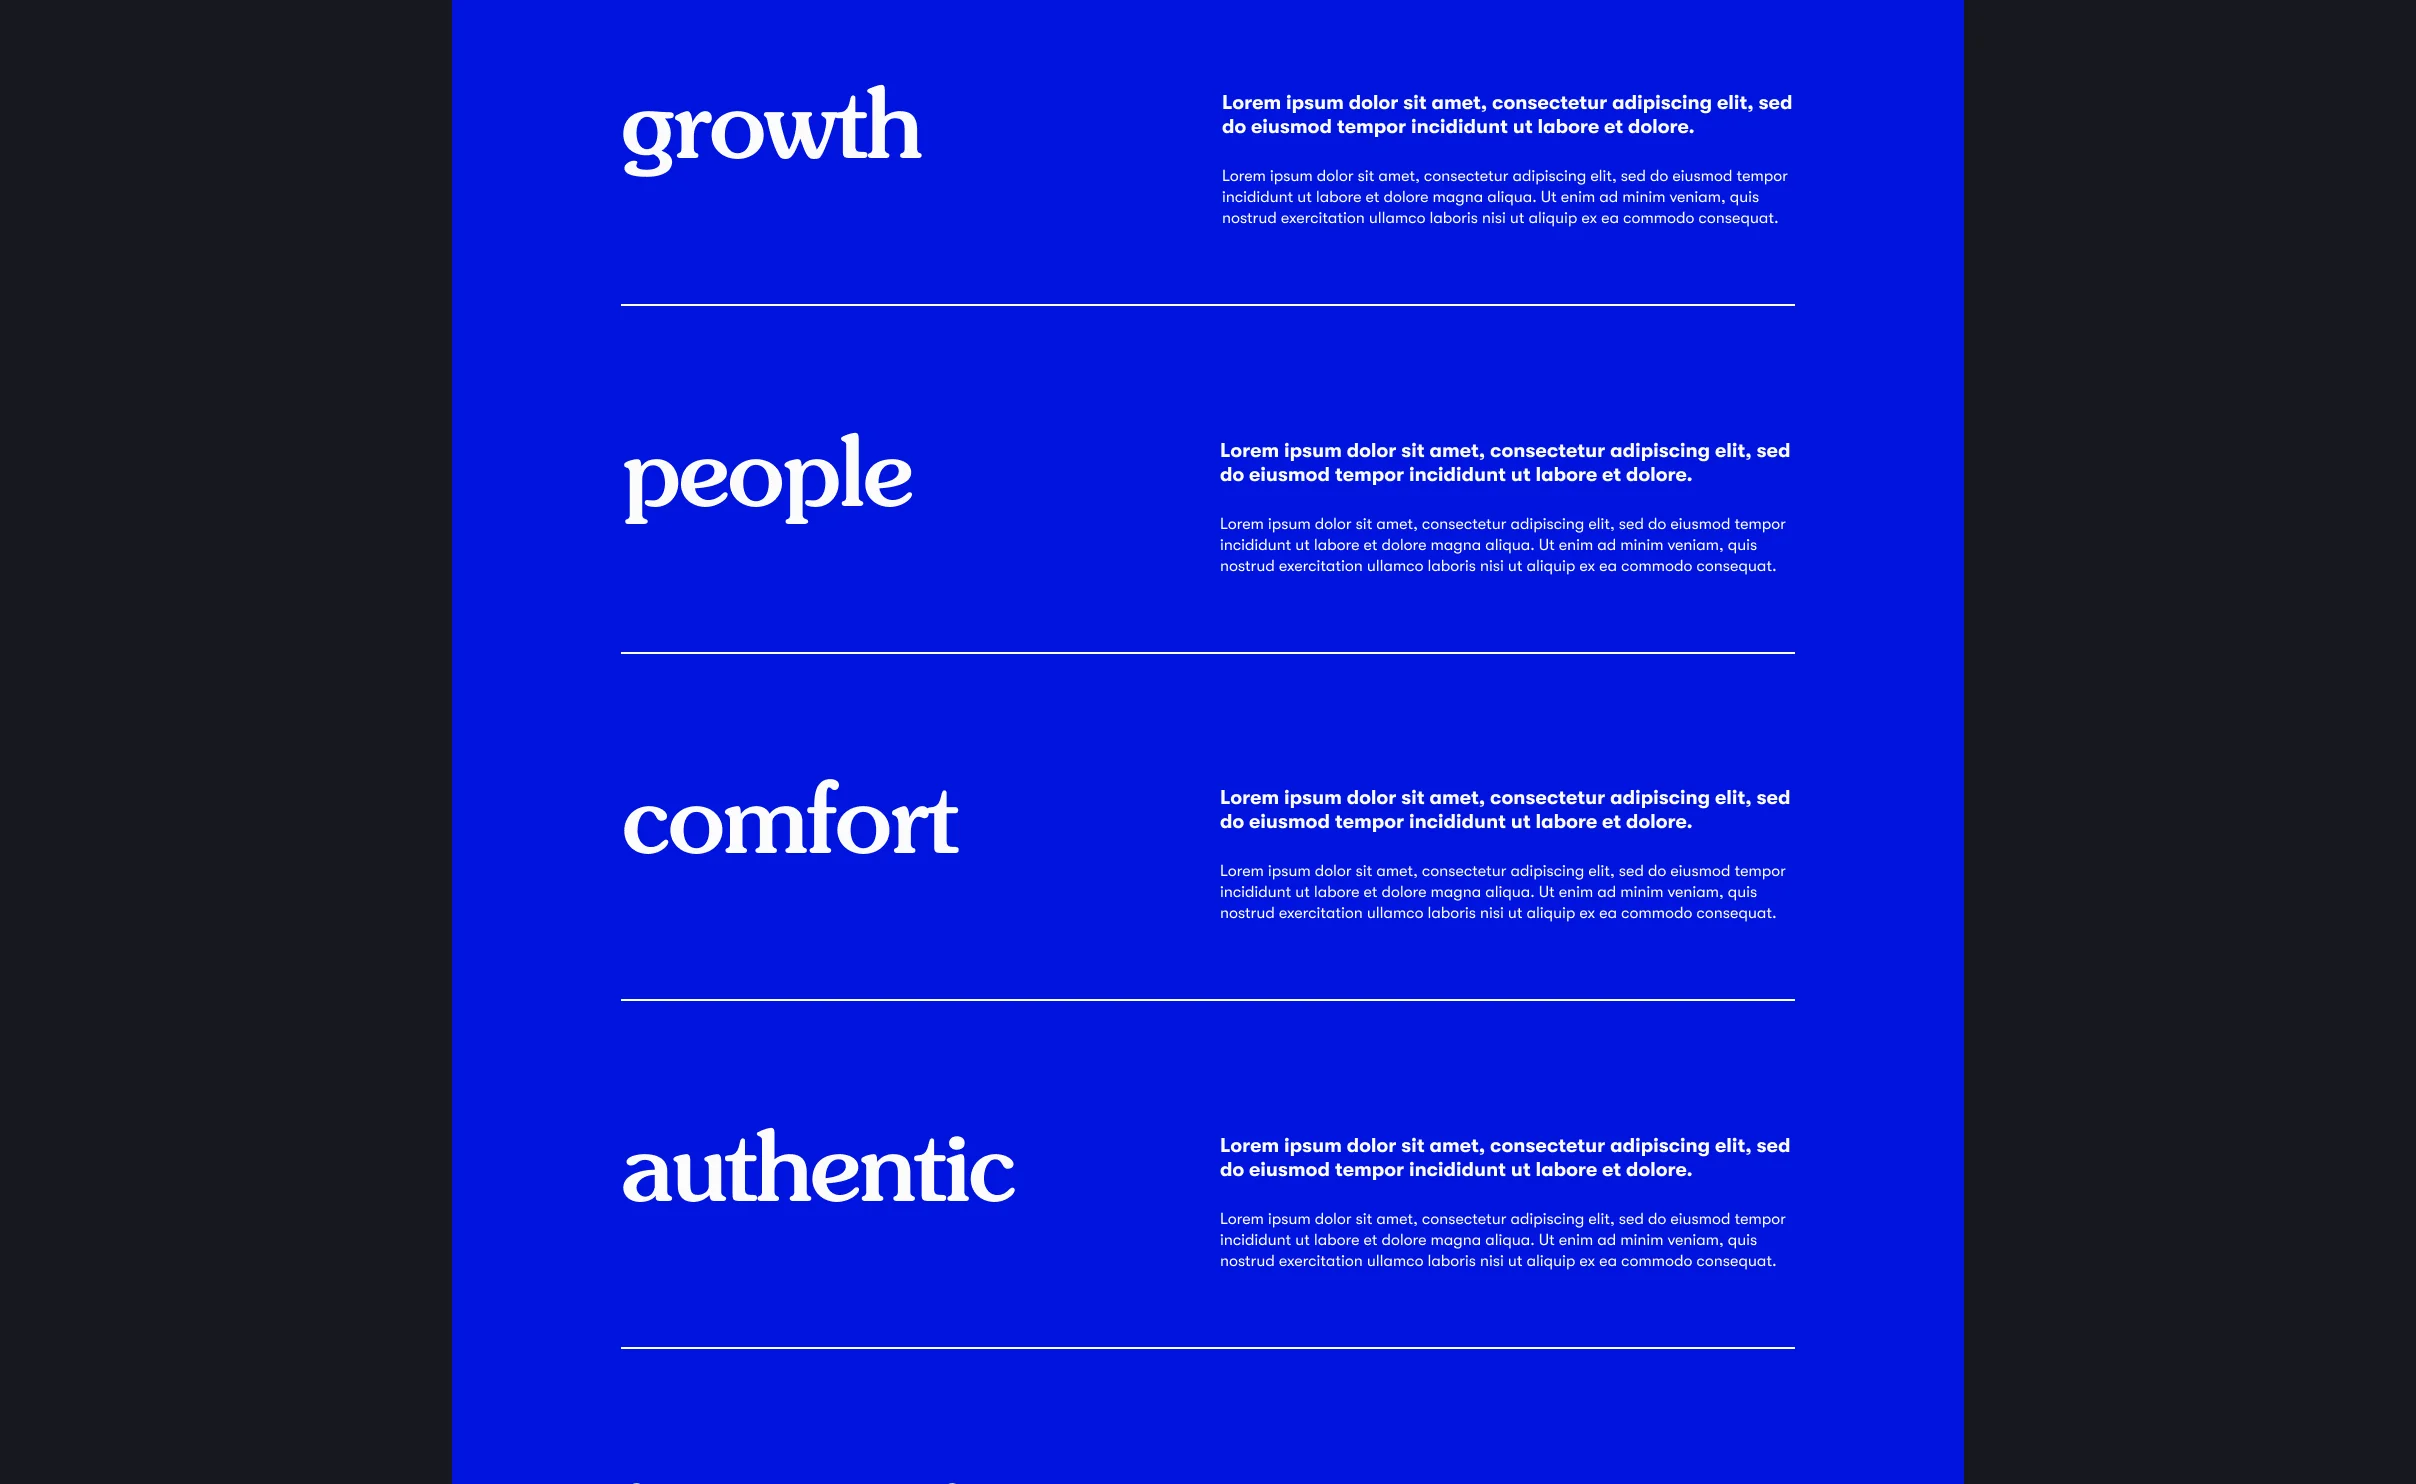 growth
Lorem ipsum dolor sit amet, consectetur adipiscing elit, sed
do eiusmod tempor incididunt ut labore et dolore.
Lorem ipsum dolor sit amet, consectetur adipiscing elit, sed do eiusmod tempor
incididunt ut labore et dolore magna aliqua. Ut enim ad minim veniam, quis
nostrud exercitation ullamco laboris nisi ut aliquip ex ea commodo consequat.
people
Lorem ipsum dolor sit amet, consectetur adipiscing elit, sed
do eiusmod tempor incididunt ut labore et dolore.
Lorem ipsum dolor sit amet, consectetur adipiscing elit, sed do eiusmod tempor
incididunt ut labore et dolore magna aliqua. Ut enim ad minim veniam, quis
nostrud exercitation ullamco laboris nisi ut aliquip ex ea commodo consequat.
comfort
Lorem ipsum dolor sit amet, consectetur adipiscing elit, sed
do eiusmod tempor incididunt ut labore et dolore.
Lorem ipsum dolor sit amet, consectetur adipiscing elit, sed do eiusmod tempor
incididunt ut labore et dolore magna aliqua. Ut enim ad minim veniam, quis
nostrud exercitation ullamco laboris nisi ut aliquip ex ea commodo consequat.
authentic
Lorem ipsum dolor sit amet, consectetur adipiscing elit, sed
do eiusmod tempor incididunt ut labore et dolore.
Lorem ipsum dolor sit amet, consectetur adipiscing elit, sed do eiusmod tempor
incididunt ut labore et dolore magna aliqua. Ut enim ad minim veniam, quis
nostrud exercitation ullamco laboris nisi ut aliquip ex ea commodo consequat.